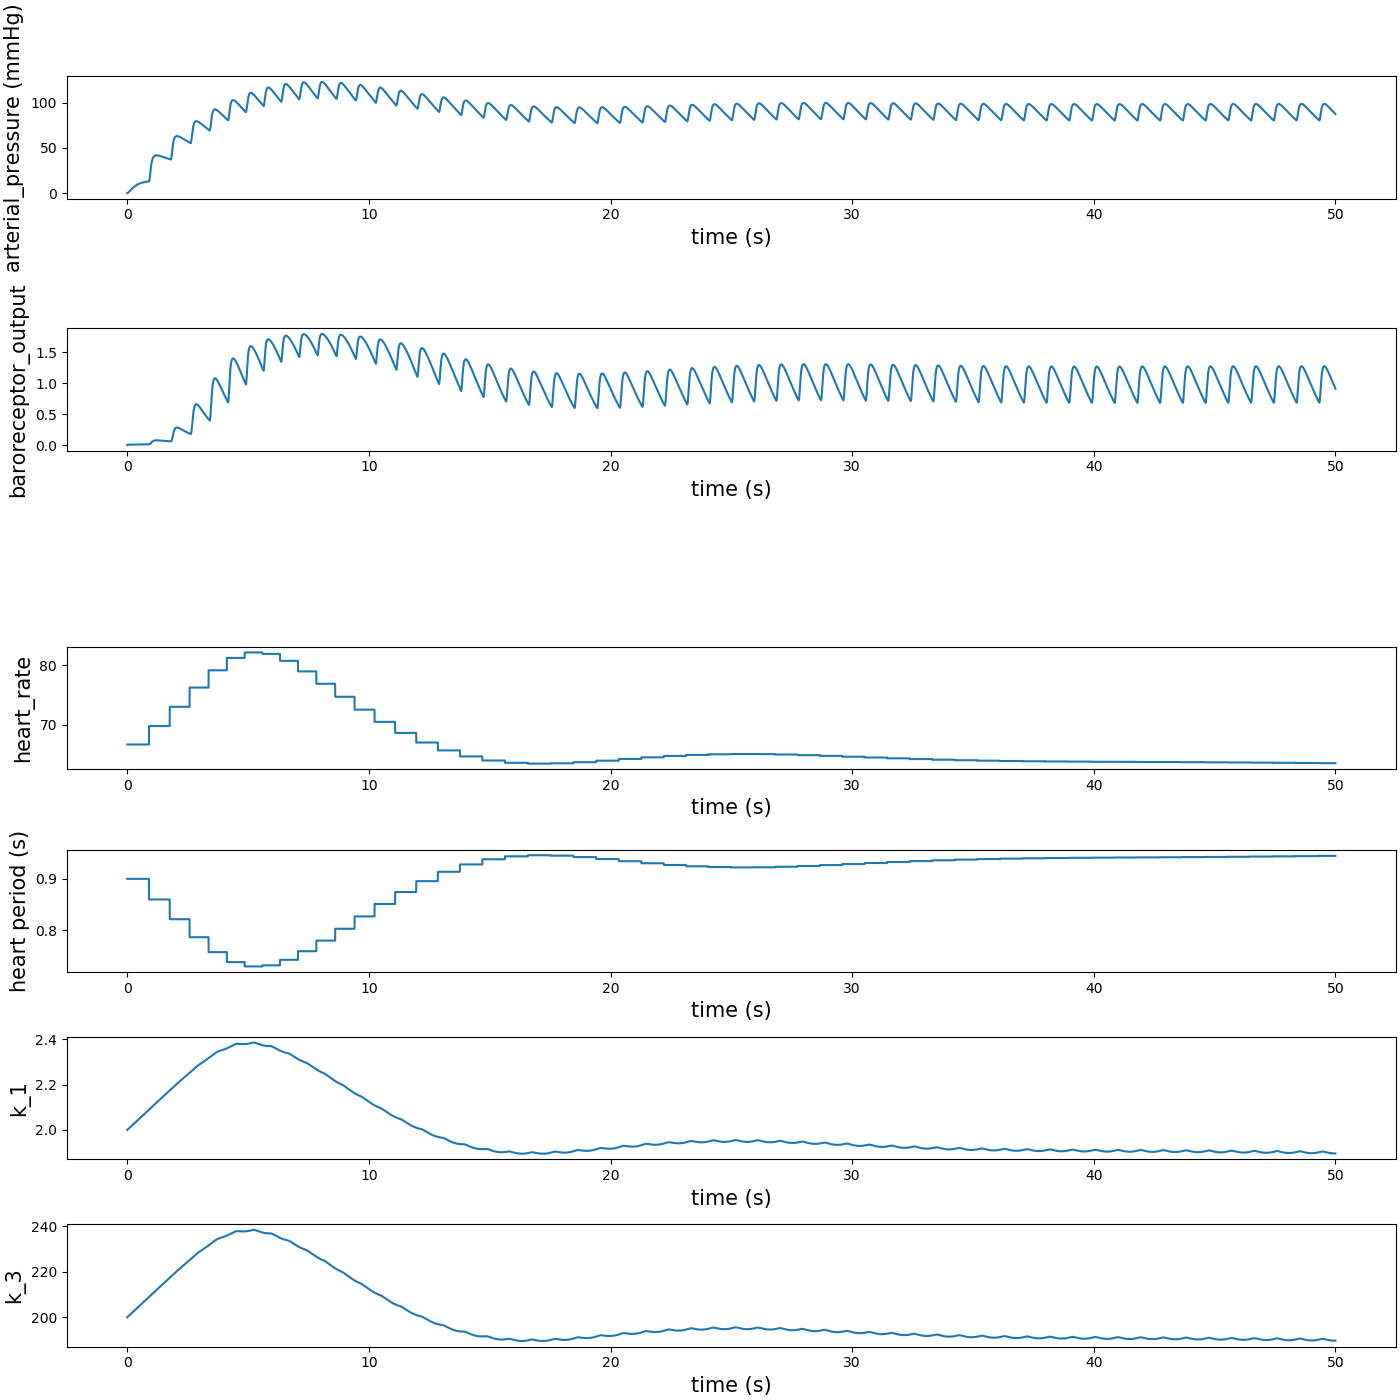 arterial_pressure (mmHg)
100
50
0
0 10 20 30 40 50
time (s)
baroreceptor_output
1.5
1.0
0.5
0.0
0 10 20 30 40 50
time (s)
heart_rate
80
70
0 10 20 30 40 50
time (s)
heart period (s)
0.9
0.8
0 10 20 30 40 50
time (s)
k_1
2.4
2.2
2.0
0 10 20 30 40 50
time (s)
k_3
240
220
200
0 10 20 30 40 50
time (s)